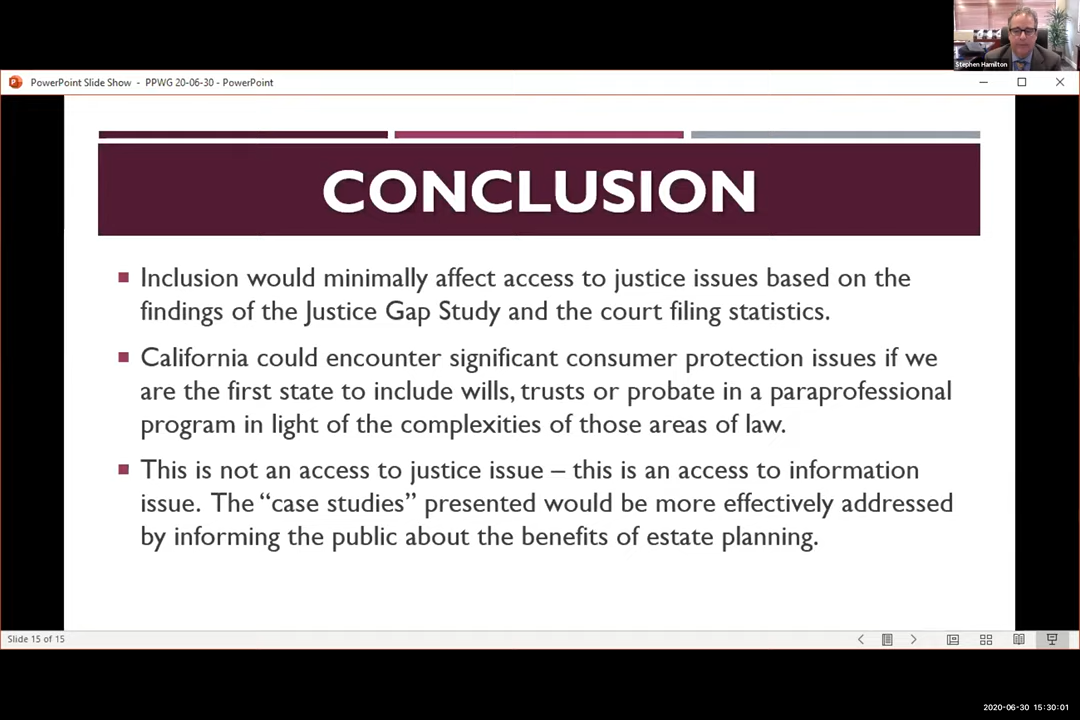 Stephen Hamilton
PowerPoint Slide Show - PPWG 20-06-30 - PowerPoint
CONCLUSION
Inclusion would minimally affect access to justice issues based on the
findings of the Justice Gap Study and the court filing statistics.
California could encounter significant consumer protection issues if we
are the first state to include wills, trusts or probate in a paraprofessional
program in light of the complexities of those areas of law.
This is not an access to justice issue – this is an access to information
issue. The “case studies” presented would be more effectively addressed
by informing the public about the benefits of estate planning.
Slide 15 of 15
2020-06-30 15:30:01